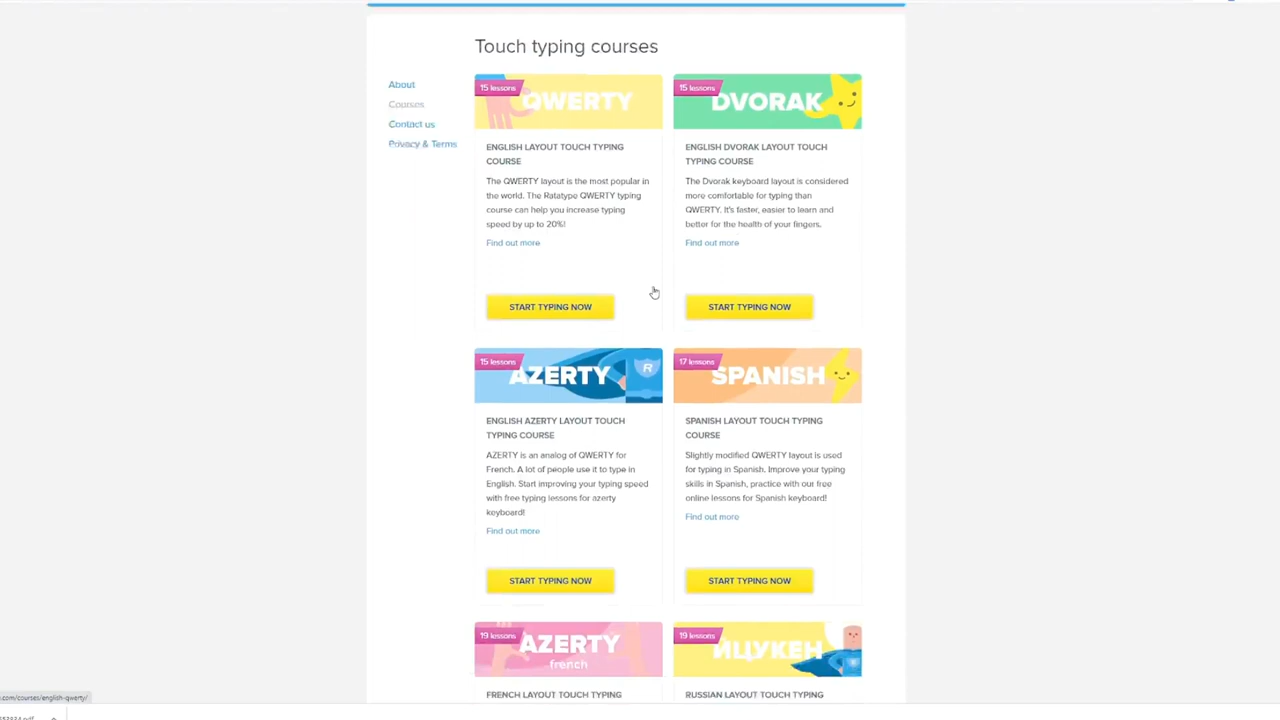 Touch typing courses
About
Courses
Contact us
Privacy & Terms
15 lessons
QWERTY
ENGLISH LAYOUT TOUCH TYPING
COURSE
The QWERTY layout is the most popular in
the world. The Ratatype QWERTY typing
course can help you increase typing
speed by up to 20%!
Find out more
START TYPING NOW
15 lessons
DVORAK
ENGLISH DVORAK LAYOUT TOUCH
TYPING COURSE
The Dvorak keyboard layout is considered
more comfortable for typing than
QWERTY. It's faster, easier to learn and
better for the health of your fingers.
Find out more
START TYPING NOW
15 lessons
AZERTY
R
ENGLISH AZERTY LAYOUT TOUCH
TYPING COURSE
AZERTY is an analog of QWERTY for
French. A lot of people use it to type in
English. Start improving your typing speed
with free typing lessons for azerty
keyboard!
Find out more
START TYPING NOW
17 lessons
SPANISH
SPANISH LAYOUT TOUCH TYPING
COURSE
Slightly modified QWERTY layout is used
for typing in Spanish. Improve your typing
skills in Spanish, practice with our free
online lessons for Spanish keyboard!
Find out more
START TYPING NOW
19 lessons
AZERTY
french
FRENCH LAYOUT TOUCH TYPING
19 lessons
ЙЦУКЕН
RUSSIAN LAYOUT TOUCH TYPING
.com/courses/english-qwerty/